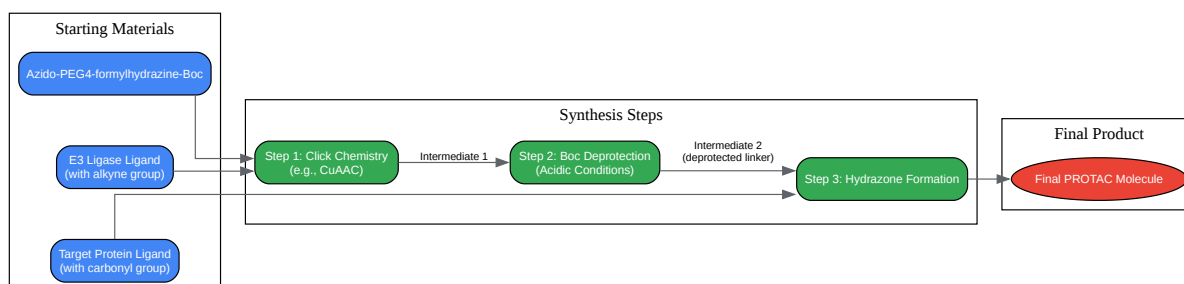 Starting Materials
Azido-PEG4-formylhydrazine-Boc
E3 Ligase Ligand
(with alkyne group)
Target Protein Ligand
(with carbonyl group)
Synthesis Steps
Step 1: Click Chemistry
(e.g., CuAAC)
Intermediate 1
Step 2: Boc Deprotection
(Acidic Conditions)
Intermediate 2
(deprotected linker)
Step 3: Hydrazone Formation
Final Product
Final PROTAC Molecule